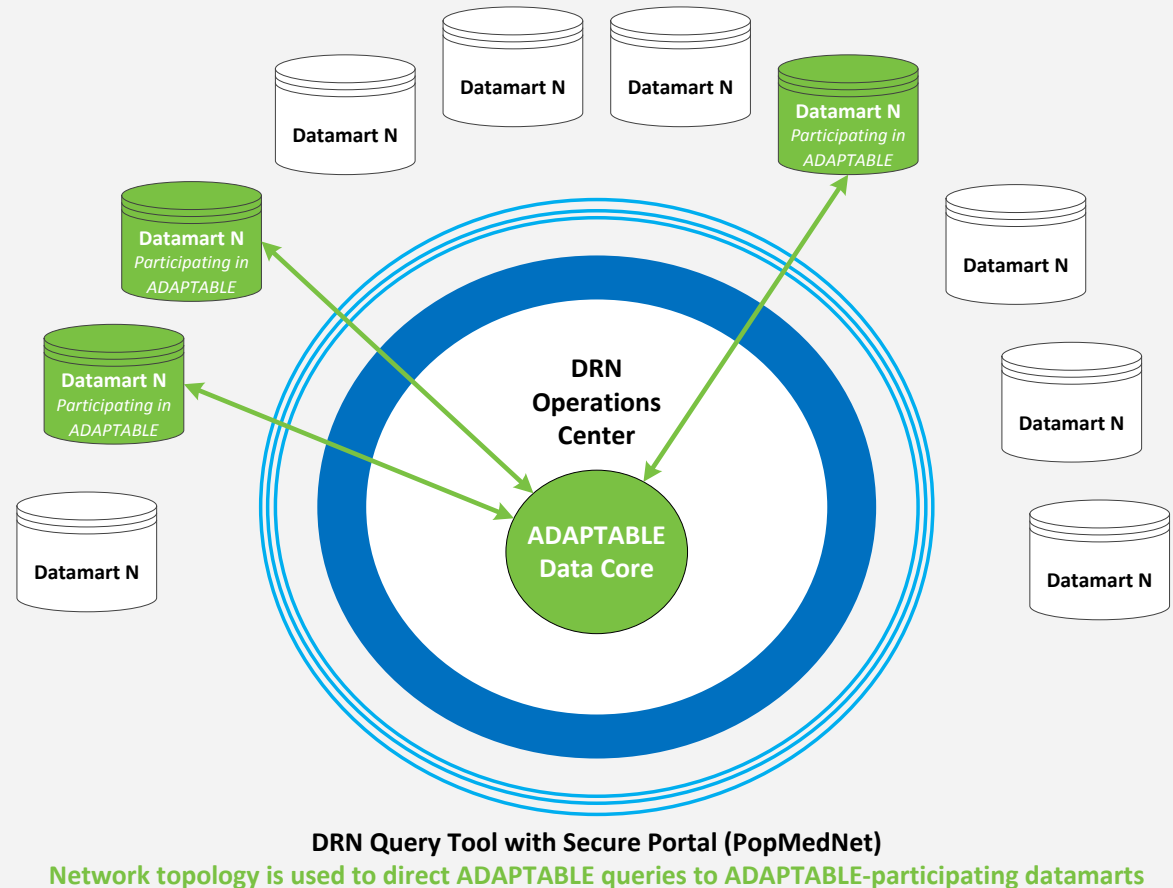 Datamart N
Datamart N
Datamart N
Datamart N
Participating in
ADAPTABLE
Datamart N
Participating in
ADAPTABLE
Datamart N
Datamart N
Participating in
ADAPTABLE
Datamart N
DRN
Operations
Center
ADAPTABLE
Data Core
Datamart N
Datamart N
DRN Query Tool with Secure Portal (PopMedNet)
Network topology is used to direct ADAPTABLE queries to ADAPTABLE-participating datamarts